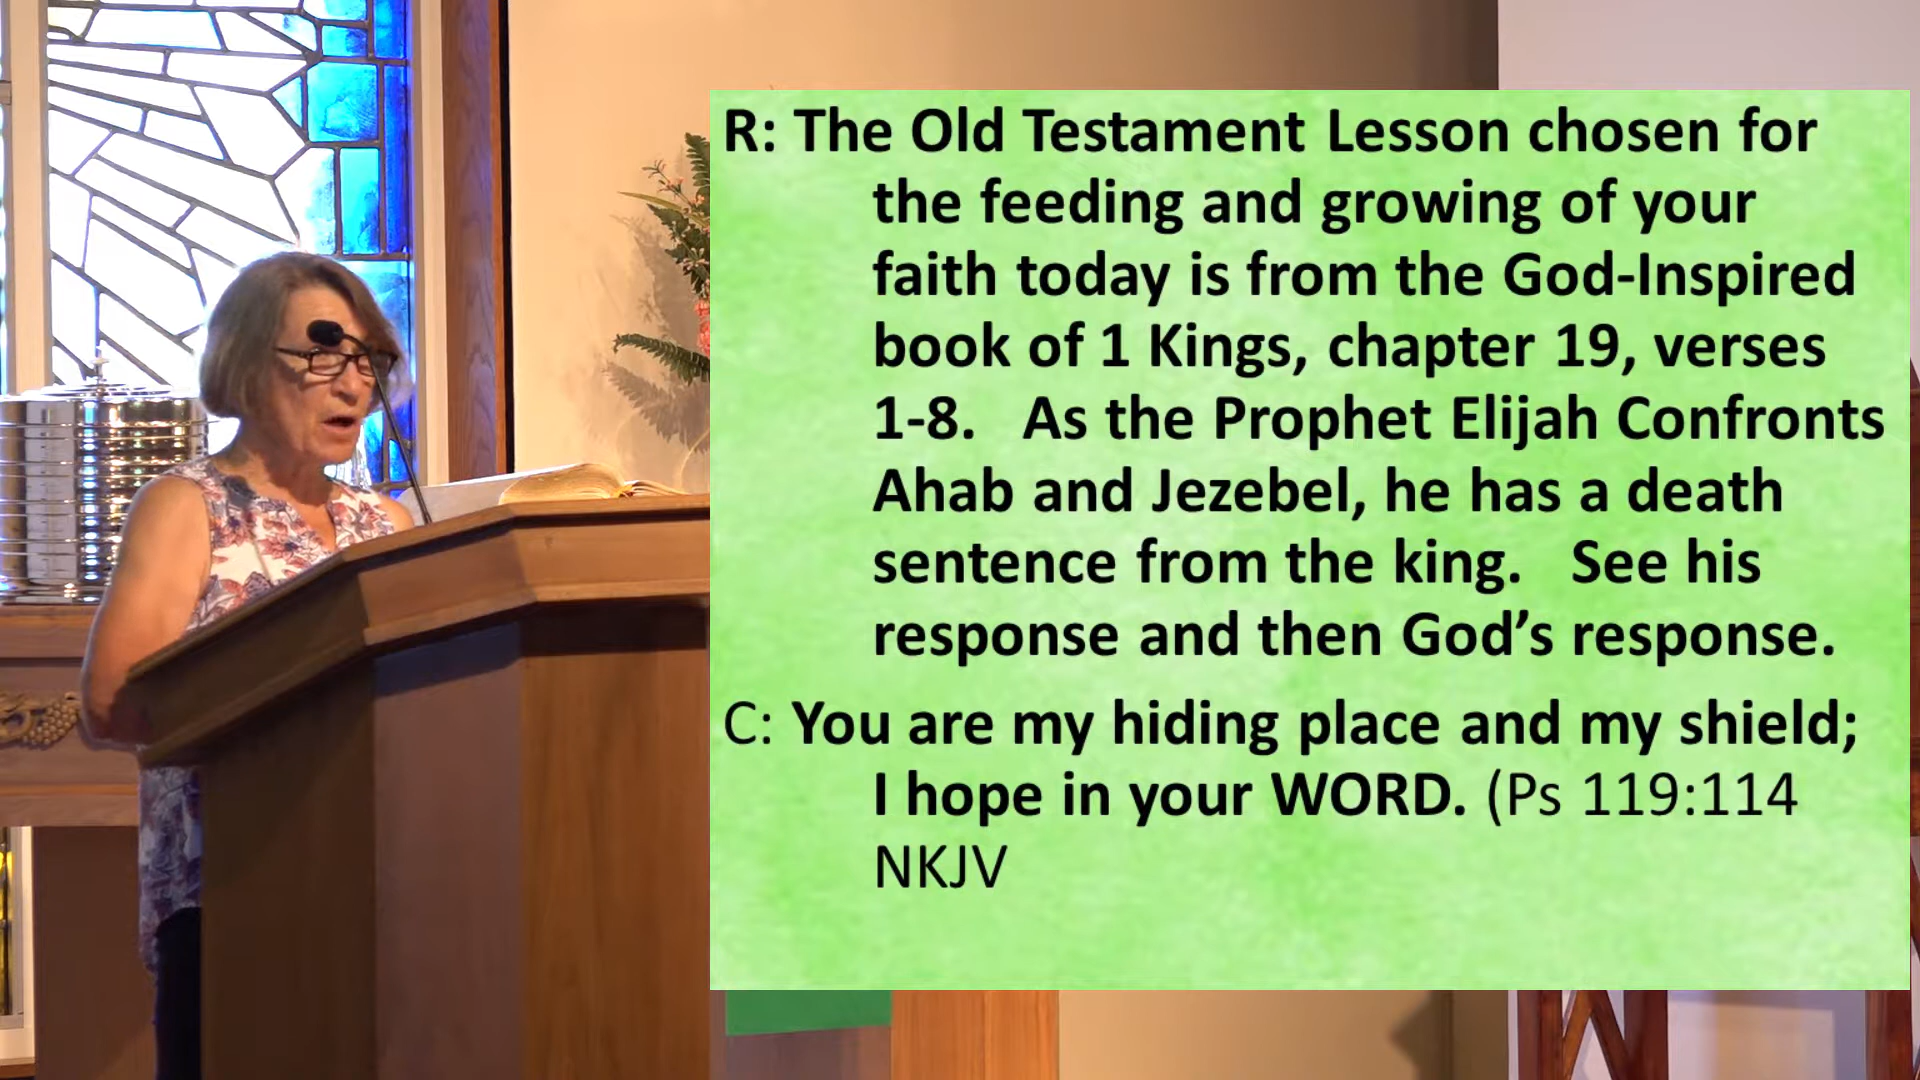 R: The Old Testament Lesson chosen for
the feeding and growing of your
faith today is from the God-Inspired
book of 1 Kings, chapter 19, verses
1-8. As the Prophet Elijah Confronts
Ahab and Jezebel, he has a death
sentence from the king. See his
response and then God’s response.
C: You are my hiding place and my shield;
I hope in your WORD. (Ps 119:114
NKJV